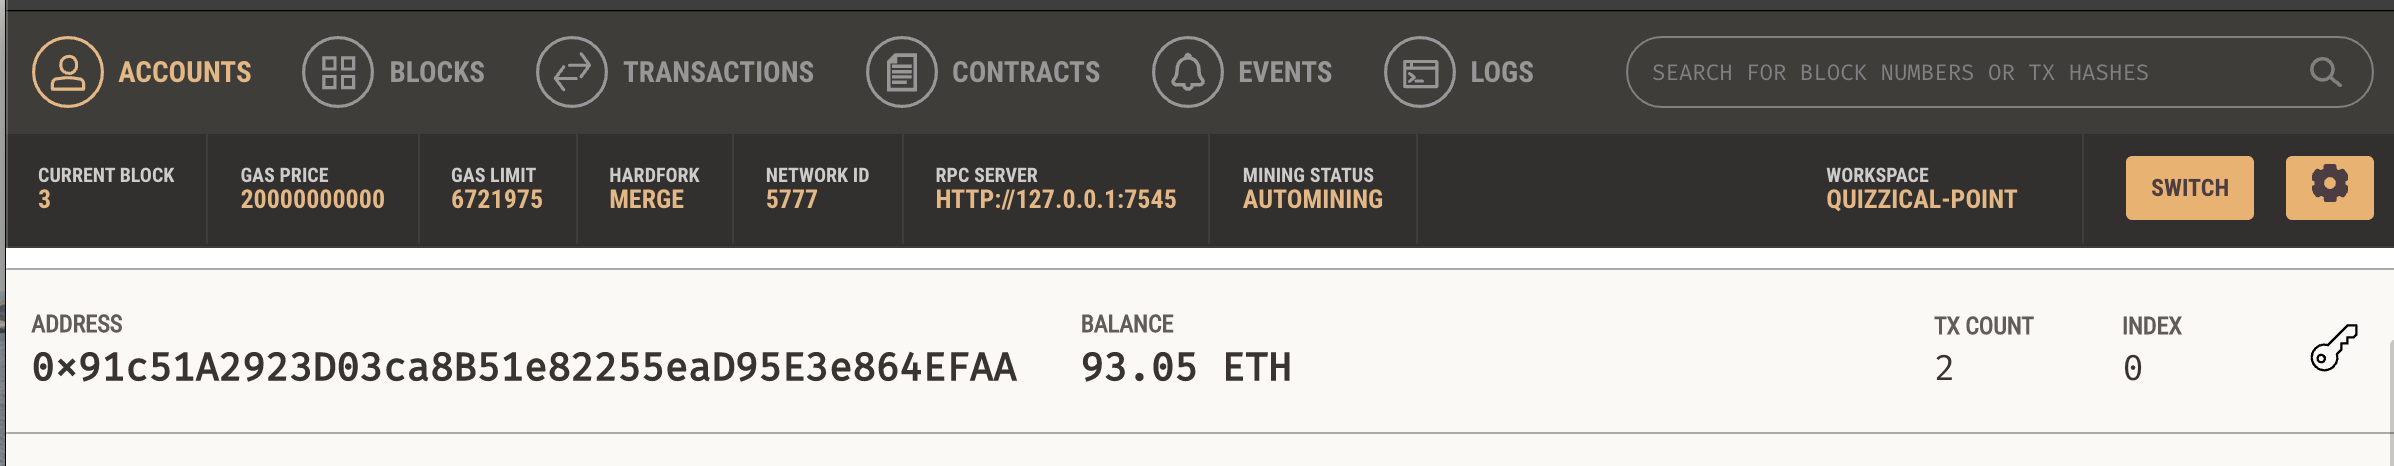 ACCOUNTS BLOCKS TRANSACTIONS CONTRACTS EVENTS LOGS SEARCH FOR BLOCK NUMBERS OR TX HASHES
CURRENT BLOCK GAS PRICE GAS LIMIT HARDFORK NETWORK ID RPC SERVER MINING STATUS WORKSPACE
3 20000000000 6721975 MERGE 5777 HTTP://127.0.0.1:7545 AUTOMINING QUIZZICAL-POINT SWITCH
ADDRESS BALANCE TX COUNT INDEX
0×91c51A2923D03ca8B51e82255eaD95E3e864EFAA 93.05 ETH 2 0